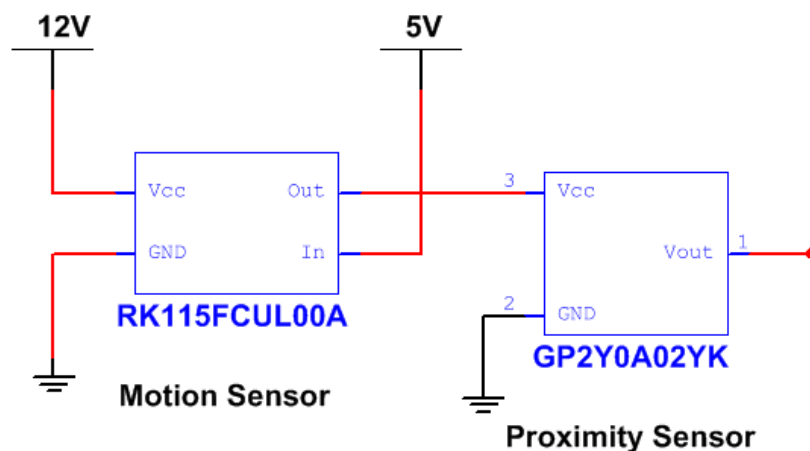 12V
5V
Vcc
Out
GND
In
RK115FCUL00A
Motion Sensor
3
Vcc
Vout
1
2
GND
GP2Y0A02YK
Proximity Sensor